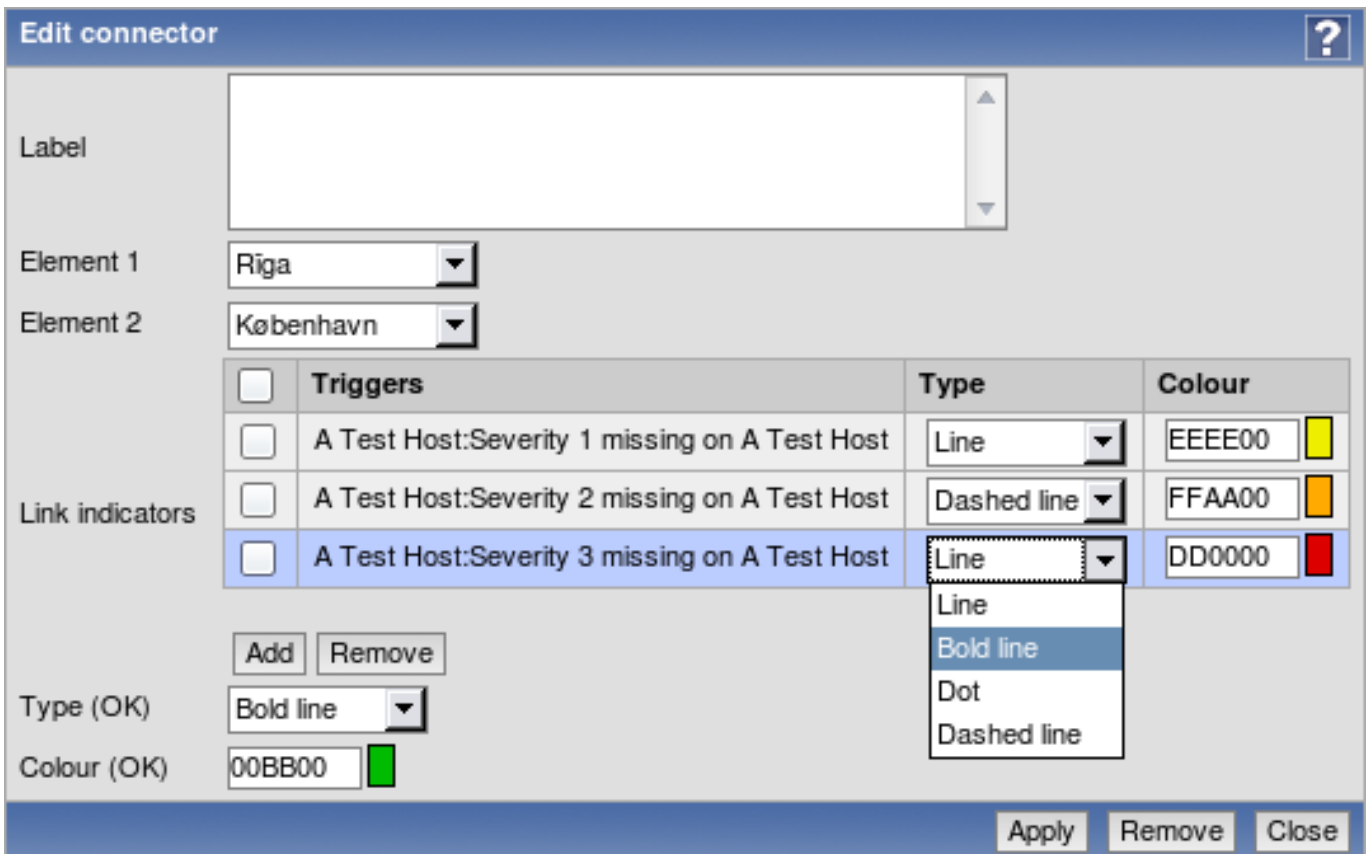 Edit connector ?
Label
Element 1 Rīga
Element 2 København
Triggers Type Colour
A Test Host:Severity 1 missing on A Test Host Line EEEE00
Link indicators A Test Host:Severity 2 missing on A Test Host Dashed line FFAA00
A Test Host:Severity 3 missing on A Test Host Line DD0000
Line
Bold line
Dot
Dashed line
Add Remove
Type (OK) Bold line
Colour (OK) 00BB00
Apply Remove Close